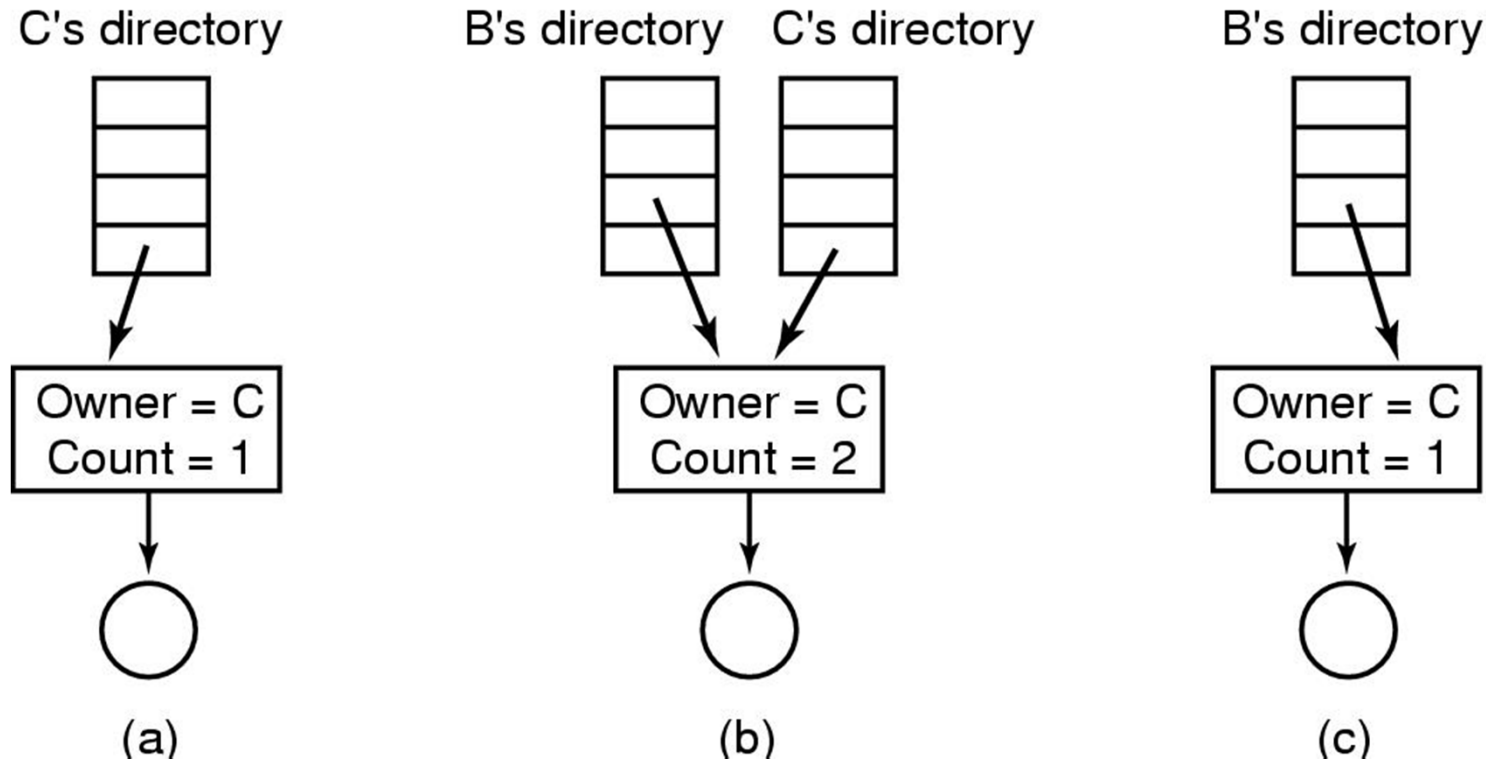 C's directory
B's directory
C's directory
B's directory
Owner = C
Count = 1
Owner = C
Count = 2
Owner = C
Count = 1
(a)
(b)
(c)